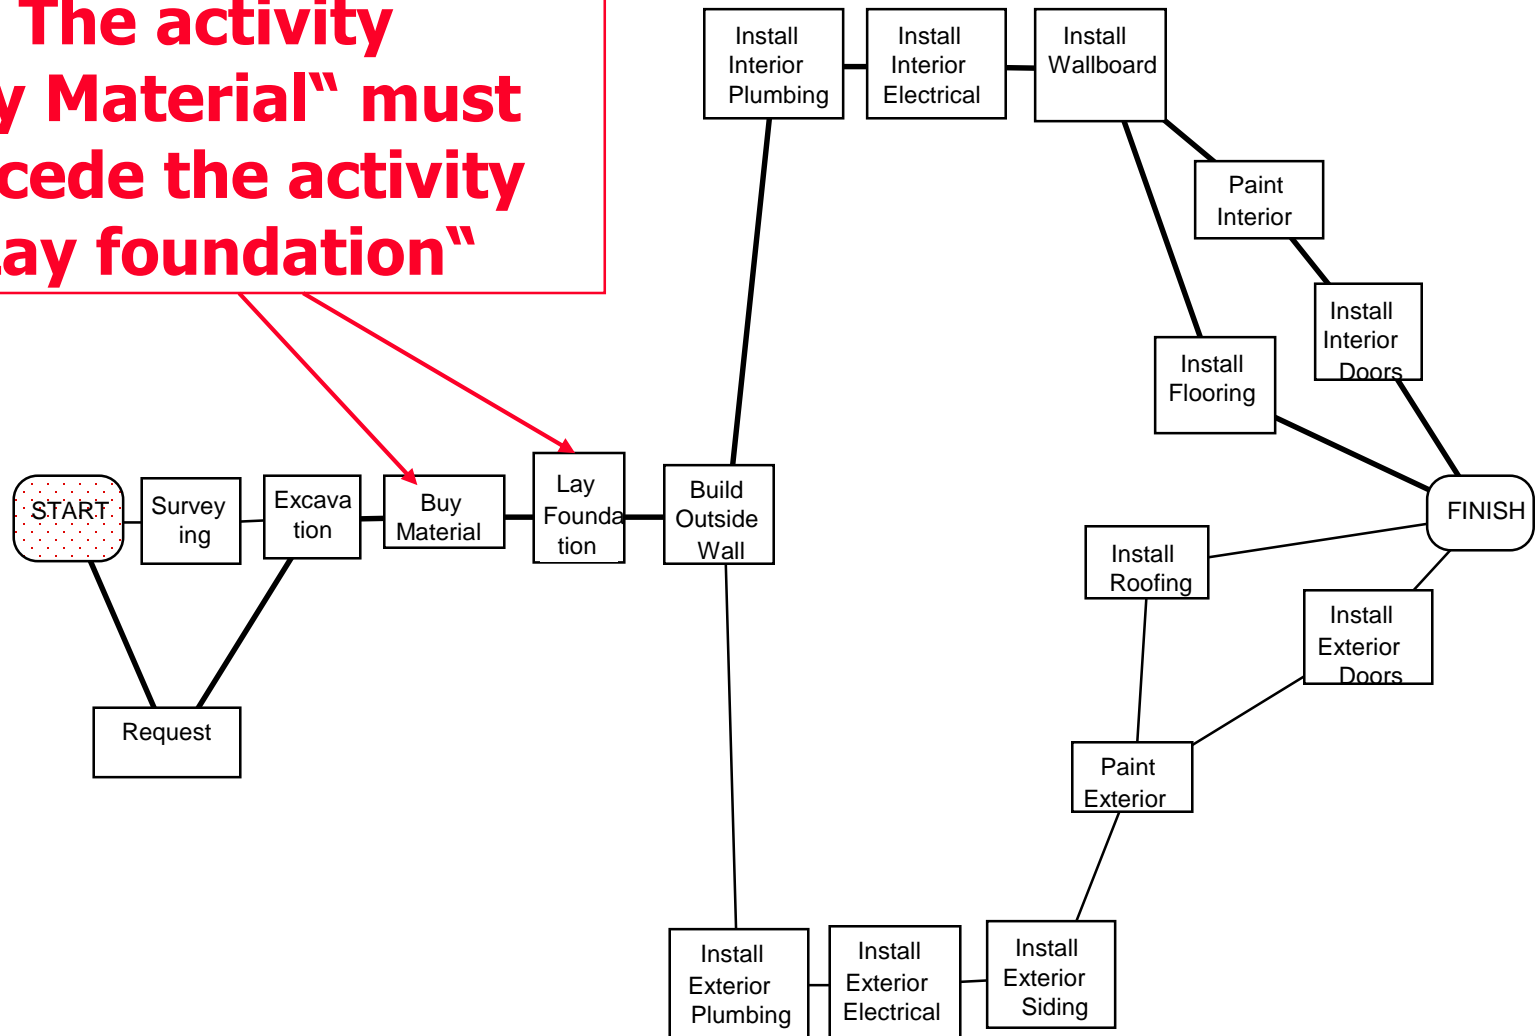 The activity
y Material“ must
cede the activity
ay foundation“
Install
Interior
Plumbing
Install
Interior
Electrical
Install
Wallboard
Paint
Interior
Install
Interior
Doors
Install
Flooring
START
Survey
ing
Excava
tion
Buy
Material
Lay
Founda
tion
Build
Outside
Wall
FINISH
Install
Roofing
Install
Exterior
Doors
Request
Paint
Exterior
Install
Exterior
Plumbing
Install
Exterior
Electrical
Install
Exterior
Siding